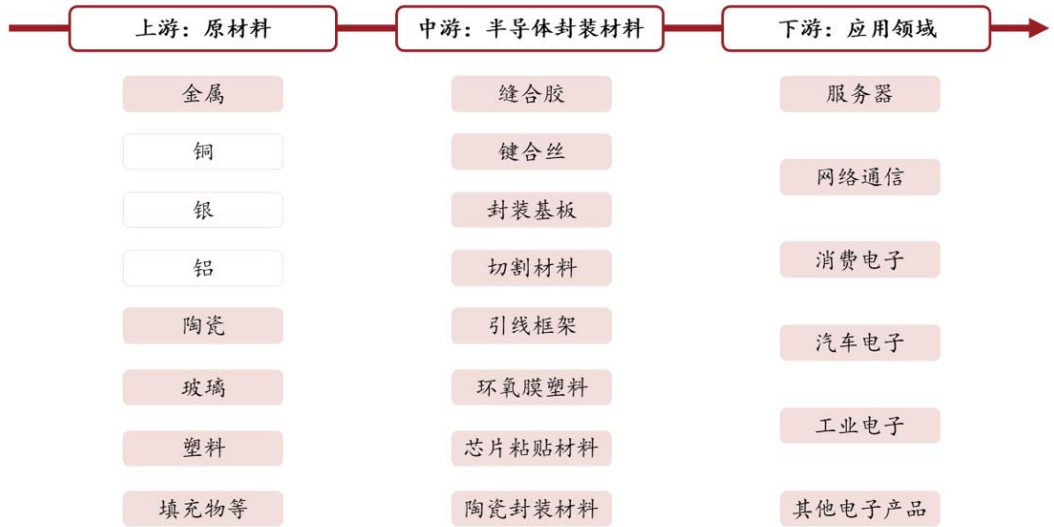 上游：原材料
中游：半导体封装材料
下游：应用领域
金属
铜
银
铝
陶瓷
玻璃
塑料
填充物等
缝合胶
键合丝
封装基板
切割材料
引线框架
环氧膜塑料
芯片粘贴材料
陶瓷封装材料
服务器
网络通信
消费电子
汽车电子
工业电子
其他电子产品